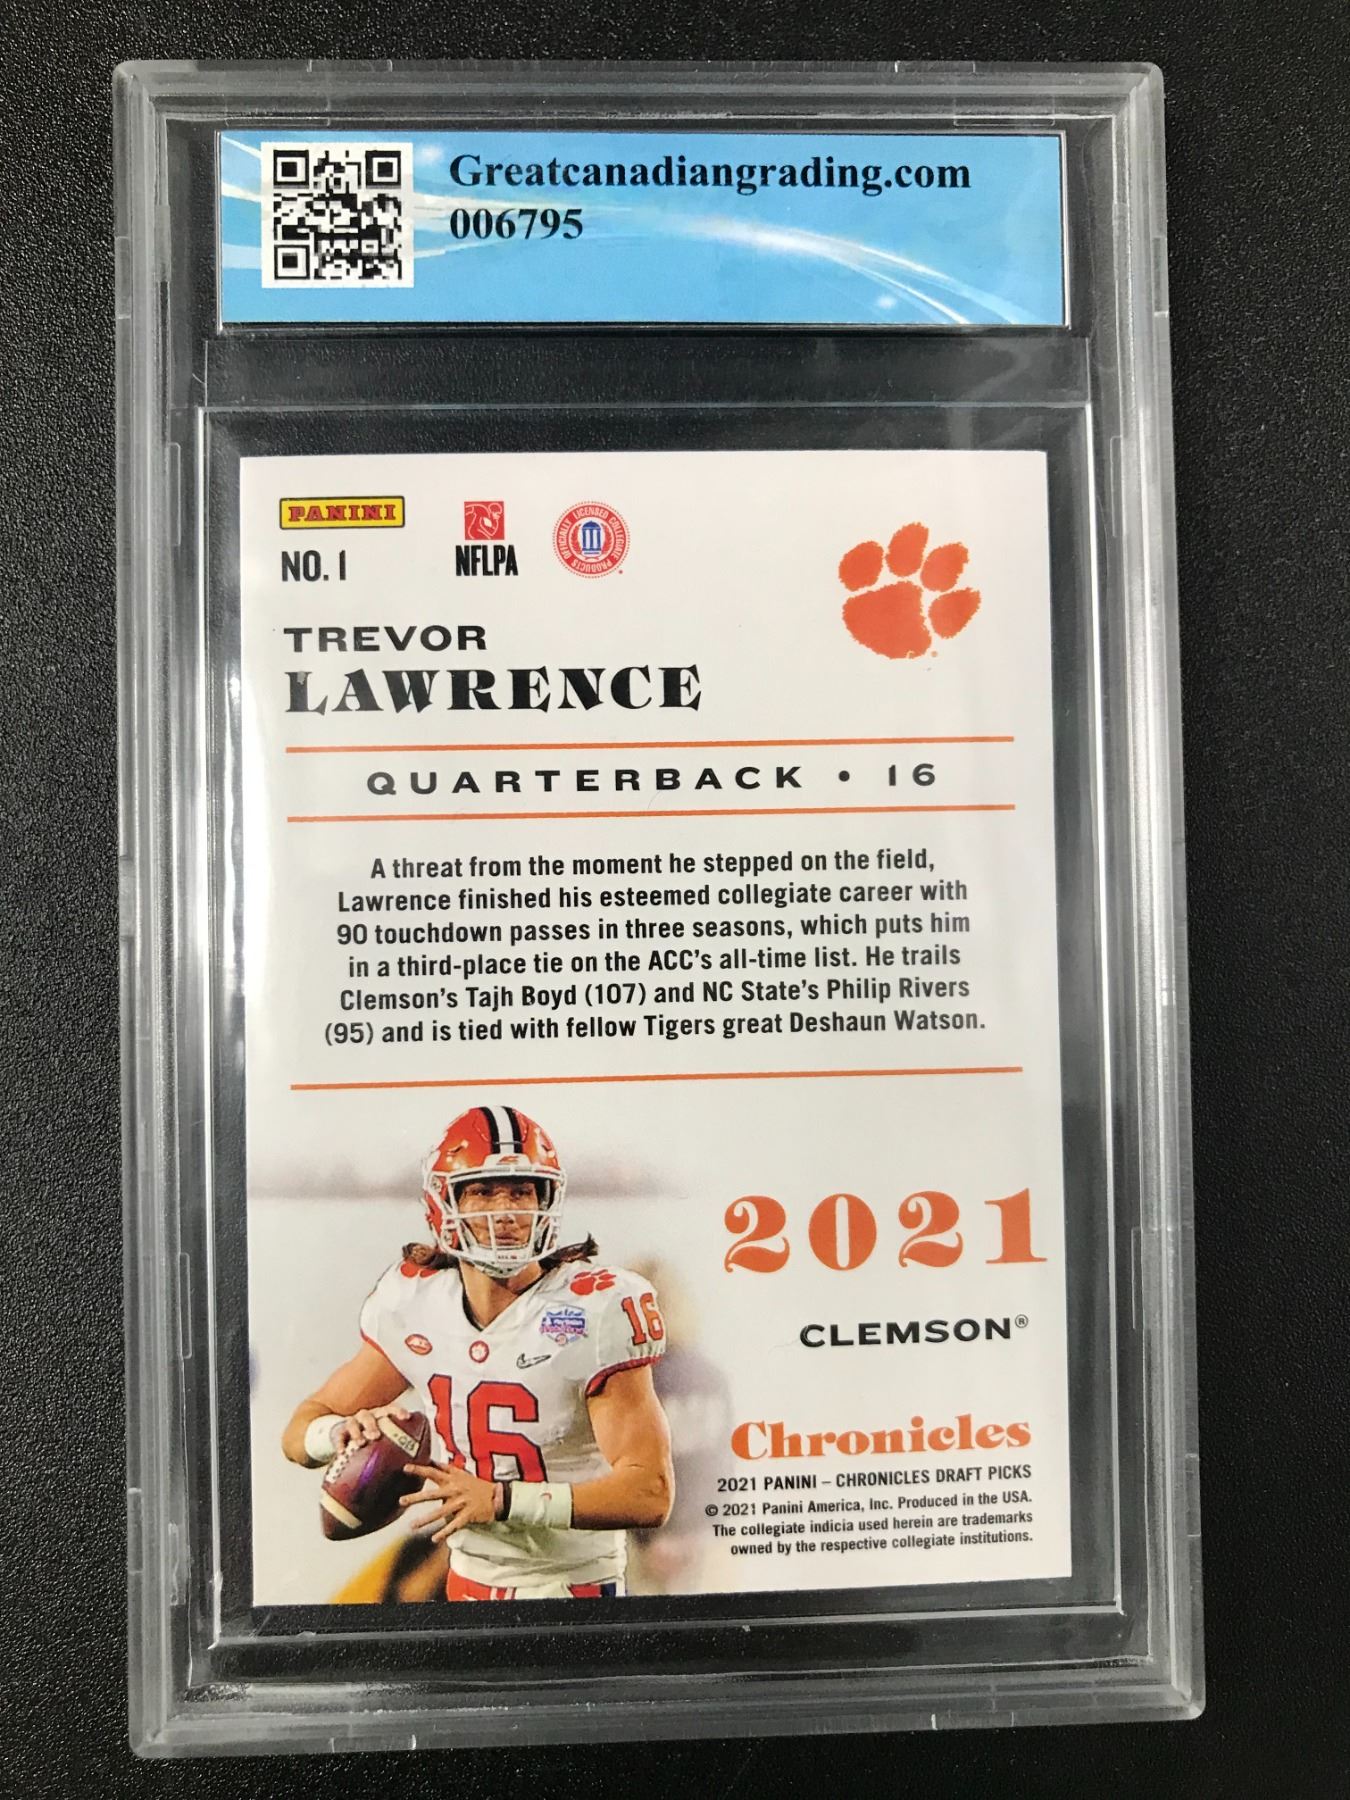 Greatcanadiangrading.com
006795
PANINI
NO. 1
NFLPA
OFFICIALLY LICENSED COLLEGIATE PRODUCTS
TREVOR
LAWRENCE
QUARTERBACK • 16
A threat from the moment he stepped on the field,
Lawrence finished his esteemed collegiate career with
90 touchdown passes in three seasons, which puts him
in a third-place tie on the ACC's all-time list. He trails
Clemson's Tajh Boyd (107) and NC State's Philip Rivers
(95) and is tied with fellow Tigers great Deshaun Watson.
2021
CLEMSON®
16
16
Chronicles
2021 PANINI – CHRONICLES DRAFT PICKS
© 2021 Panini America, Inc. Produced in the USA.
The collegiate indicia used herein are trademarks
owned by the respective collegiate institutions.